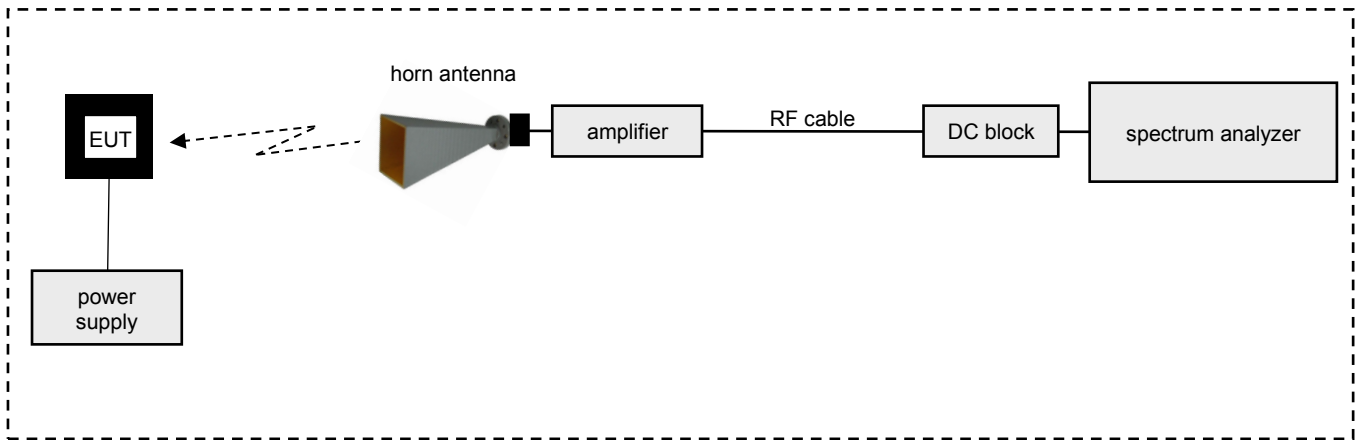 horn antenna
EUT
amplifier
RF cable
DC block
spectrum analyzer
power
supply